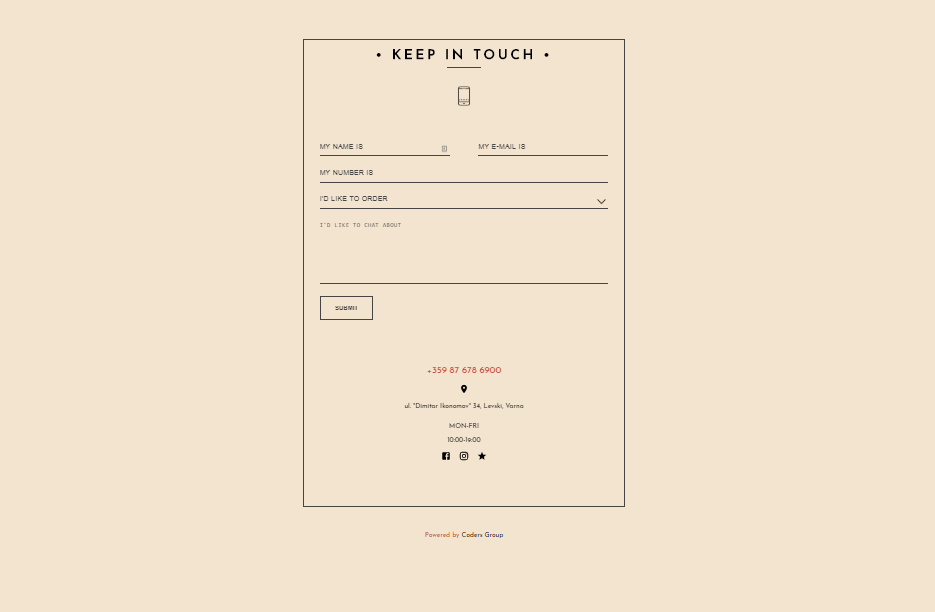 • KEEP IN TOUCH •
MY NAME IS
MY E-MAIL IS
MY NUMBER IS
I'D LIKE TO ORDER
I'D LIKE TO CHAT ABOUT
SUBMIT
+359 87 678 6900
ul. "Dimitar Ikonomov" 34, Levski, Varna
MON-FRI
10:00-19:00
Powered by Coders Group